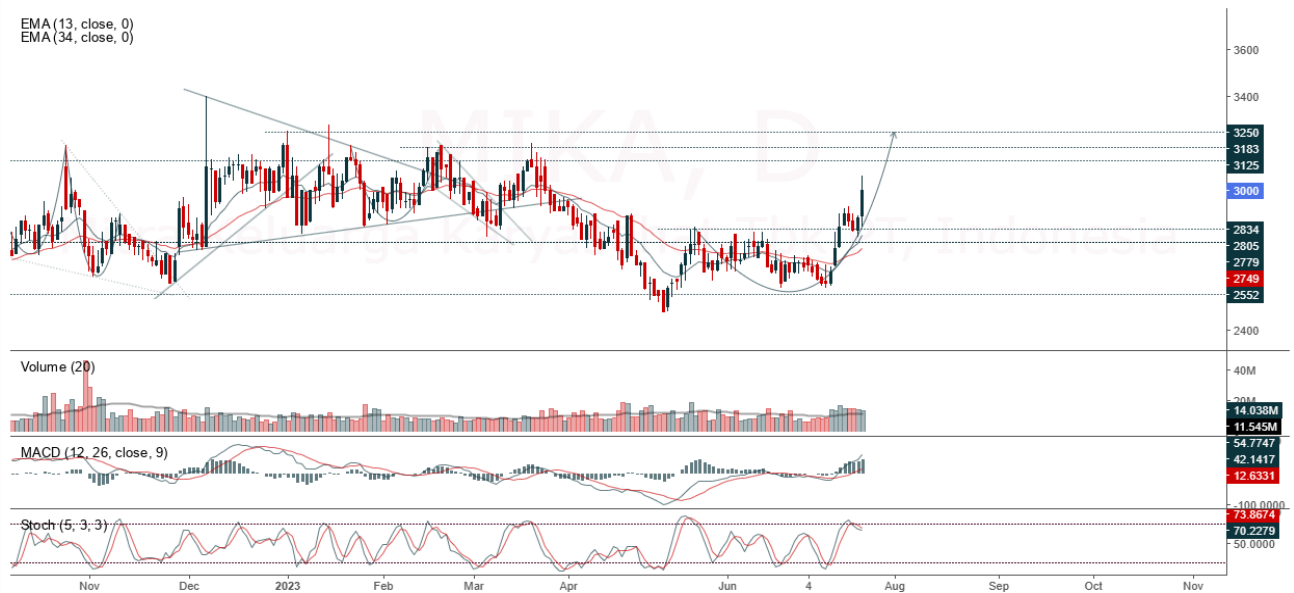 EMA (13, close, 0)
EMA (34, close, 0)
MIKA, D
3600
3400
3250
3183
3125
3000
2834
2805
2779
2749
2552
2400
Volume (20)
40M
20M
14.038M
11.545M
MACD (12, 26, close, 9)
54.7747
42.1417
12.6331
-100.0000
Stoch (5, 3, 3)
73.8674
70.2279
50.0000
Nov Dec 2023 Feb Mar Apr Jun 4 Aug Sep Oct Nov